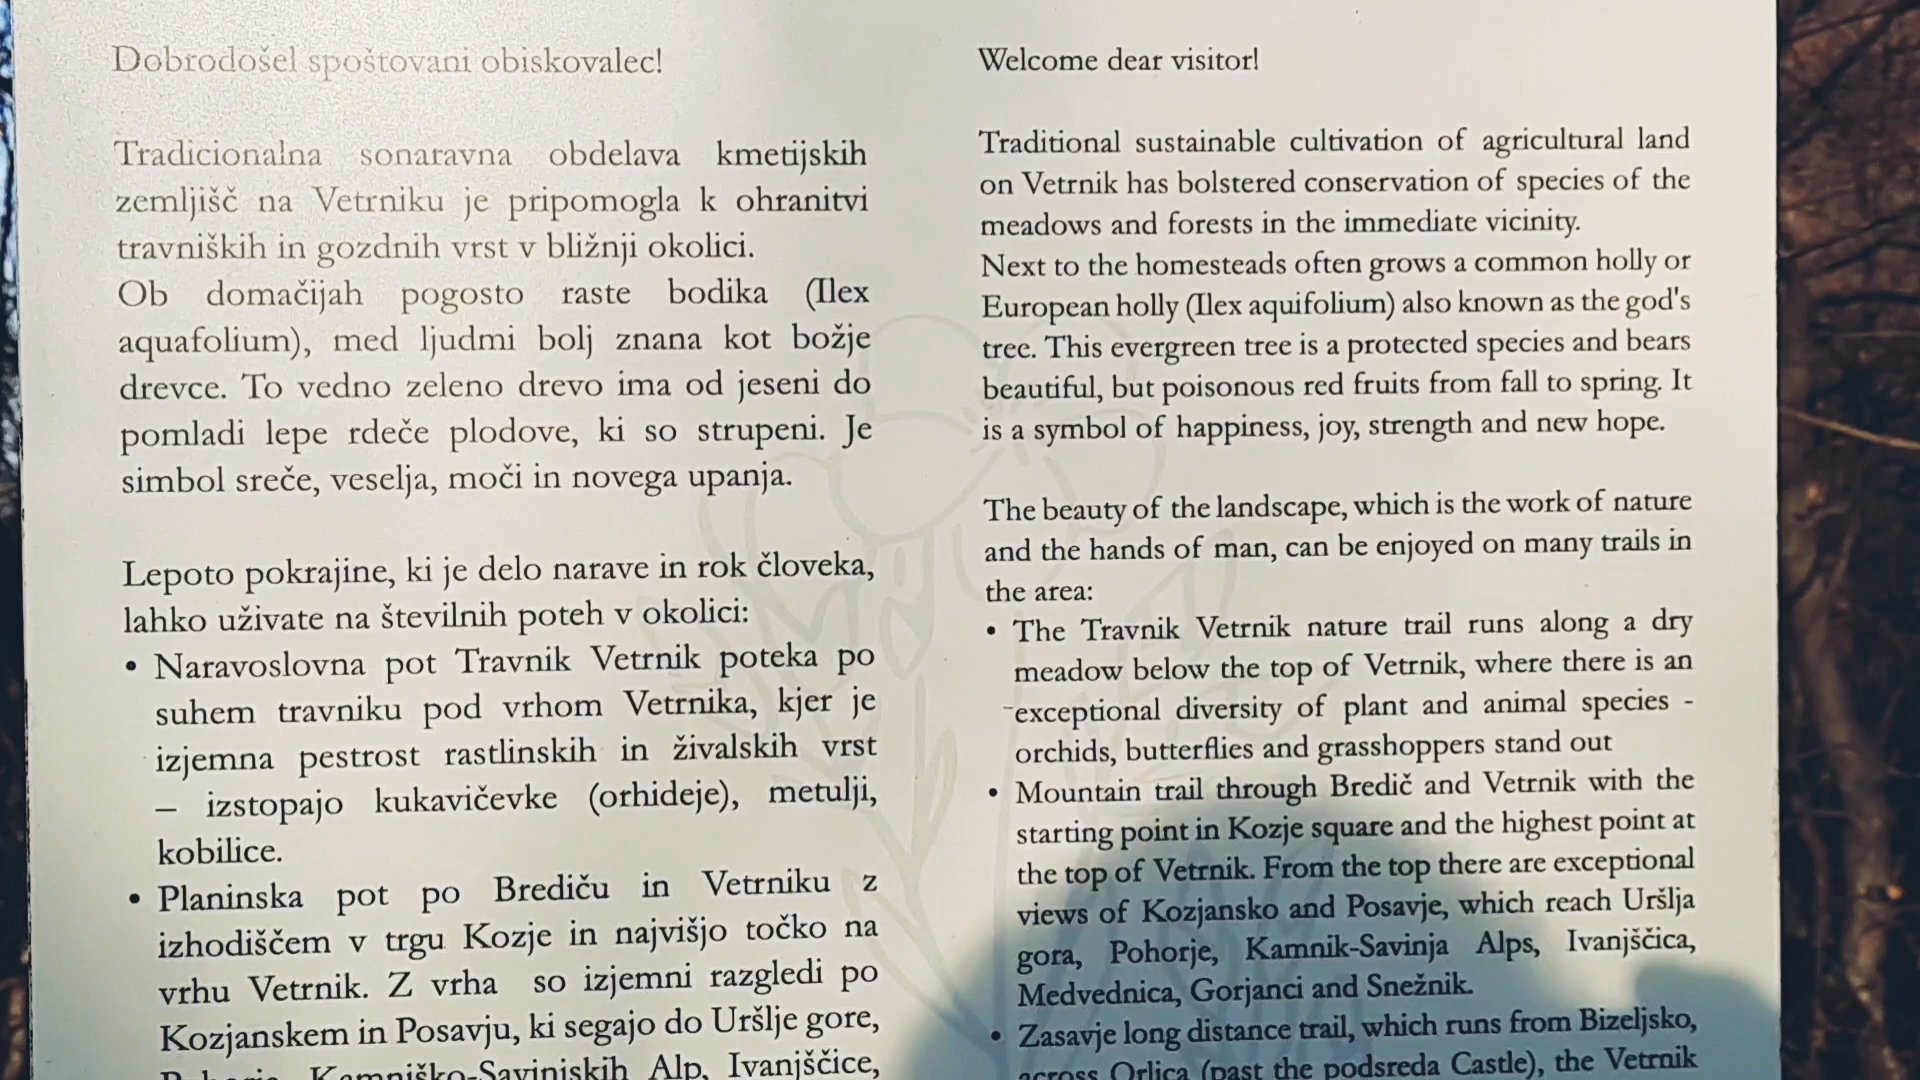 Dobrodošel spoštovani obiskovalec!
Tradicionalna sonaravna obdelava kmetijskih
zemljišč na Vetrniku je pripomogla k ohranitvi
travniških in gozdnih vrst v bližnji okolici.
Ob domačijah pogosto raste bodika (Ilex
aquafolium), med ljudmi bolj znana kot božje
drevce. To vedno zeleno drevo ima od jeseni do
pomladi lepe rdeče plodove, ki so strupeni. Je
simbol sreče, veselja, moči in novega upanja.
Lepoto pokrajine, ki je delo narave in rok človeka,
lahko uživate na številnih poteh v okolici:
• Naravoslovna pot Travnik Vetrnik poteka po
suhem travniku pod vrhom Vetrnika, kjer je
izjemna pestrost rastlinskih in živalskih vrst
– izstopajo kukavičevke (orhideje), metulji,
kobilice.
• Planinska pot po Brediču in Vetrniku z
izhodiščem v trgu Kozje in najvišjo točko na
vrhu Vetrnik. Z vrha so izjemni razgledi po
Kozjanskem in Posavju, ki segajo do Uršlje gore,
Pohorje, Kamniško-Savinjskih Alp, Ivanjščice,
Welcome dear visitor!
Traditional sustainable cultivation of agricultural land
on Vetrnik has bolstered conservation of species of the
meadows and forests in the immediate vicinity.
Next to the homesteads often grows a common holly or
European holly (Ilex aquifolium) also known as the god's
tree. This evergreen tree is a protected species and bears
beautiful, but poisonous red fruits from fall to spring. It
is a symbol of happiness, joy, strength and new hope.
The beauty of the landscape, which is the work of nature
and the hands of man, can be enjoyed on many trails in
the area:
• The Travnik Vetrnik nature trail runs along a dry
meadow below the top of Vetrnik, where there is an
exceptional diversity of plant and animal species -
orchids, butterflies and grasshoppers stand out
• Mountain trail through Bredič and Vetrnik with the
starting point in Kozje square and the highest point at
the top of Vetrnik. From the top there are exceptional
views of Kozjansko and Posavje, which reach Uršlja
gora, Pohorje, Kamnik-Savinja Alps, Ivanjščica,
Medvednica, Gorjanci and Snežnik.
• Zasavje long distance trail, which runs from Bizeljsko,
across Orlica (past the podsreda Castle), the Vetrnik